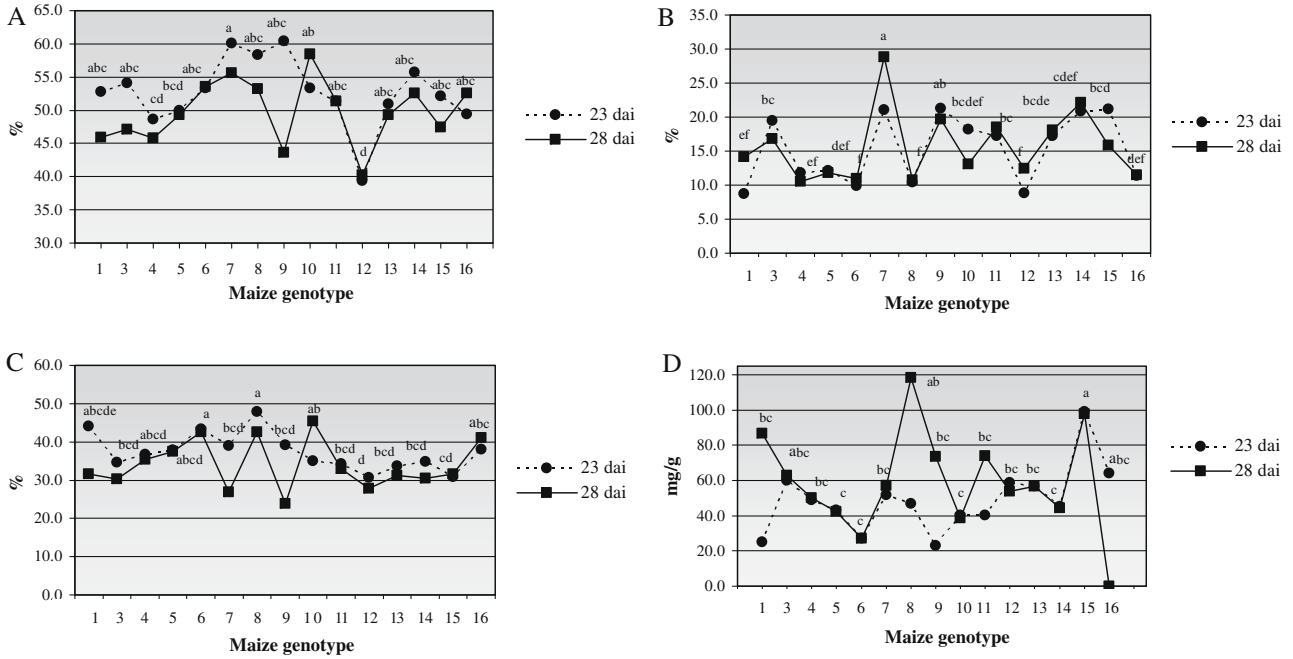 A
65.0
60.0
55.0
50.0
45.0
40.0
35.0
30.0
%
abc abc cd bcd a abc abc ab abc d abc abc abc abc
1 3 4 5 6 7 8 9 10 11 12 13 14 15 16
Maize genotype
23 dai
28 dai
B
35.0
30.0
25.0
20.0
15.0
10.0
5.0
0.0
%
ef bc ef def f a f ab bcdef bc f bcde cdef bcd def
1 3 4 5 6 7 8 9 10 11 12 13 14 15 16
Maize genotype
23 dai
28 dai
C
60.0
50.0
40.0
30.0
20.0
10.0
0.0
%
abcde bcd abcd abcd a bcd a bcd ab bcd d bcd bcd cd abc
1 3 4 5 6 7 8 9 10 11 12 13 14 15 16
Maize genotype
23 dai
28 dai
D
120.0
100.0
80.0
60.0
40.0
20.0
0.0
mg/g
bc abc bc c c bc ab bc c bc bc bc c a abc
1 3 4 5 6 7 8 9 10 11 12 13 14 15 16
Maize genotype
23 dai
28 dai